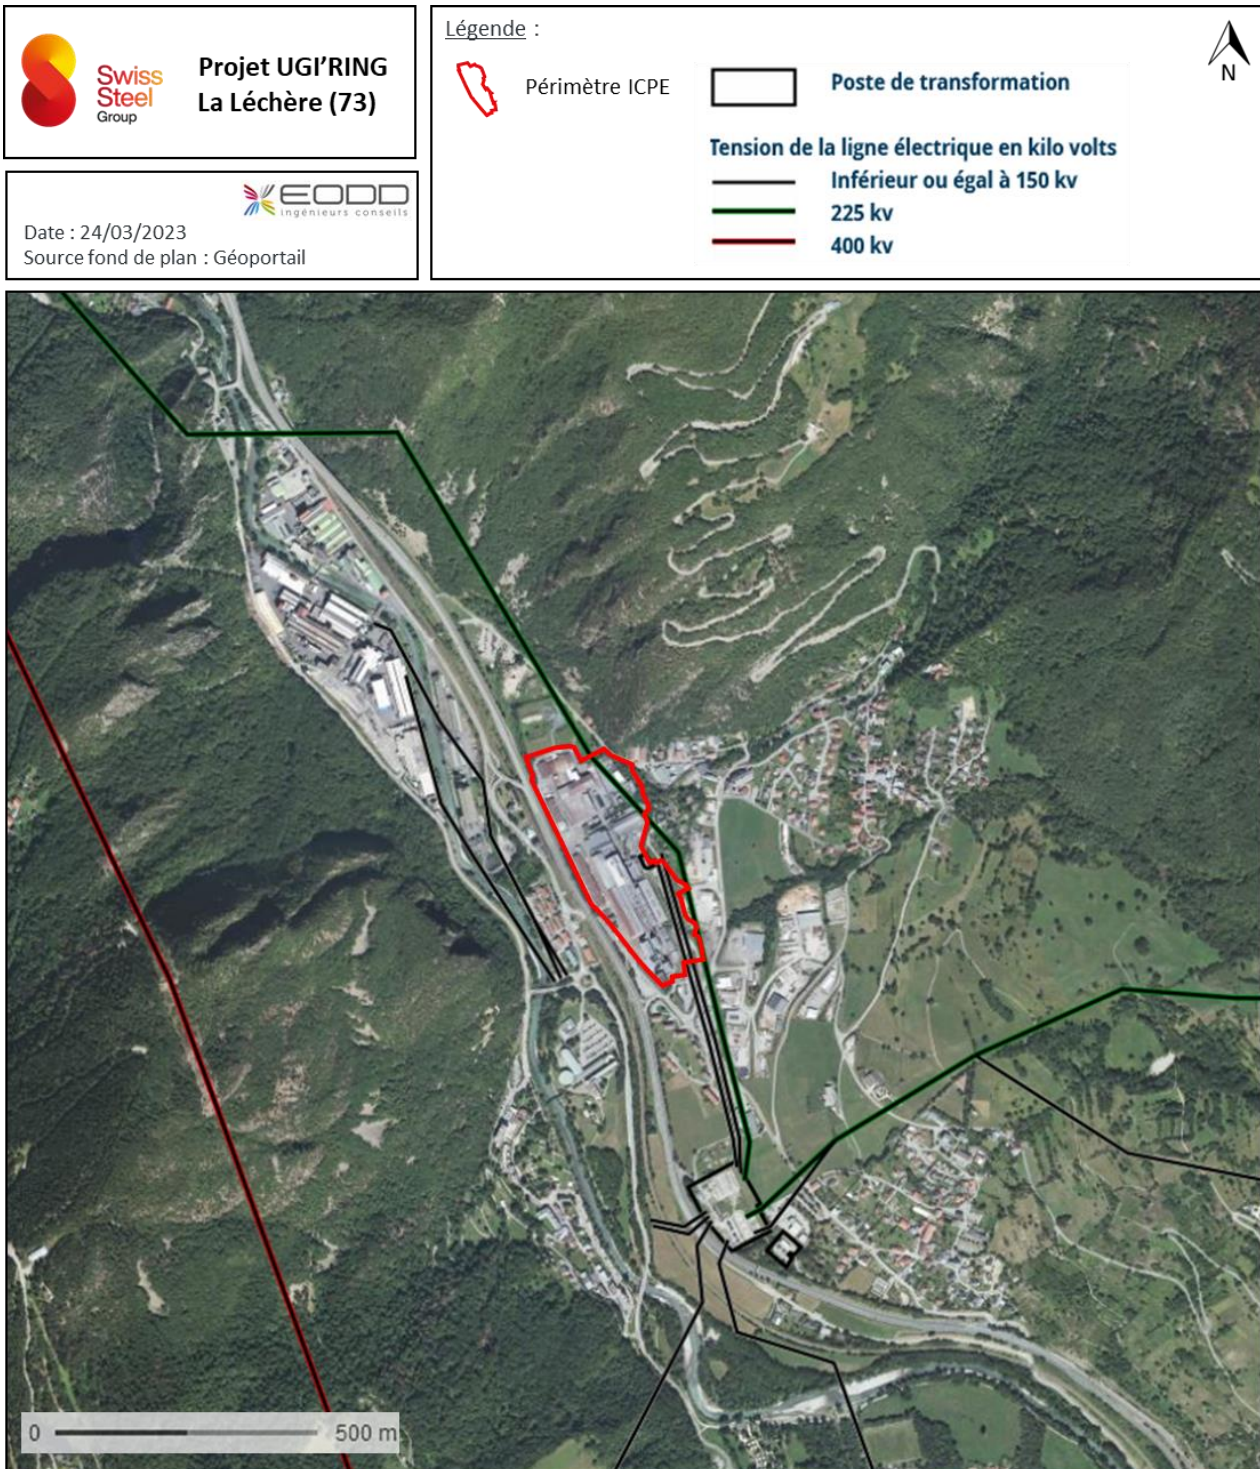 Swiss
Steel
Group
Projet UGI'RING
La Léchère (73)
EODD
ingénieurs conseils
Date : 24/03/2023
Source fond de plan : Géoportail
Légende :
Périmètre ICPE
Poste de transformation
Tension de la ligne électrique en kilo volts
Inférieur ou égal à 150 kv
225 kv
400 kv
N
0 500 m